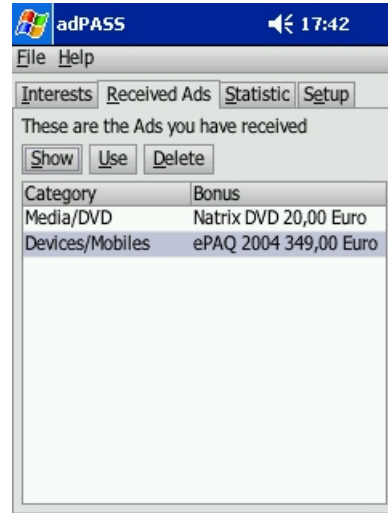 adPASS 17:42
File Help
Interests Received Ads Statistic Setup
These are the Ads you have received
Show Use Delete
Category Bonus
Media/DVD Natrix DVD 20,00 Euro
Devices/Mobiles ePAQ 2004 349,00 Euro